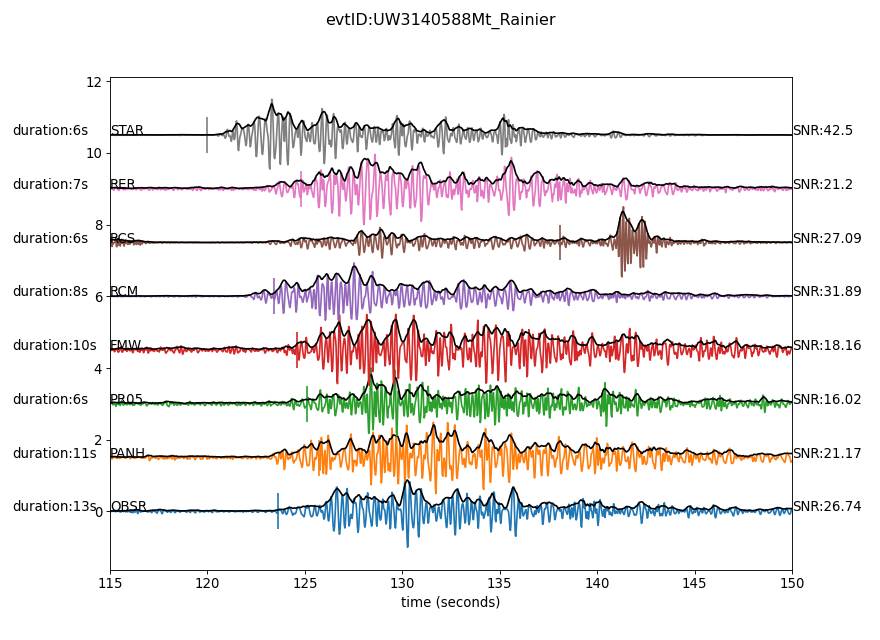 evtID:UW3140588Mt_Rainier
12
duration:6s STAR SNR:42.5
10
duration:7s RER SNR:21.2
8
duration:6s RCS SNR:27.09
duration:8s RCM SNR:31.89
6
duration:10s FMW SNR:18.16
4
duration:6s PR05 SNR:16.02
2
duration:11s PANH SNR:21.17
duration:13s OBSR SNR:26.74
0
115 120 125 130 135 140 145 150
time (seconds)